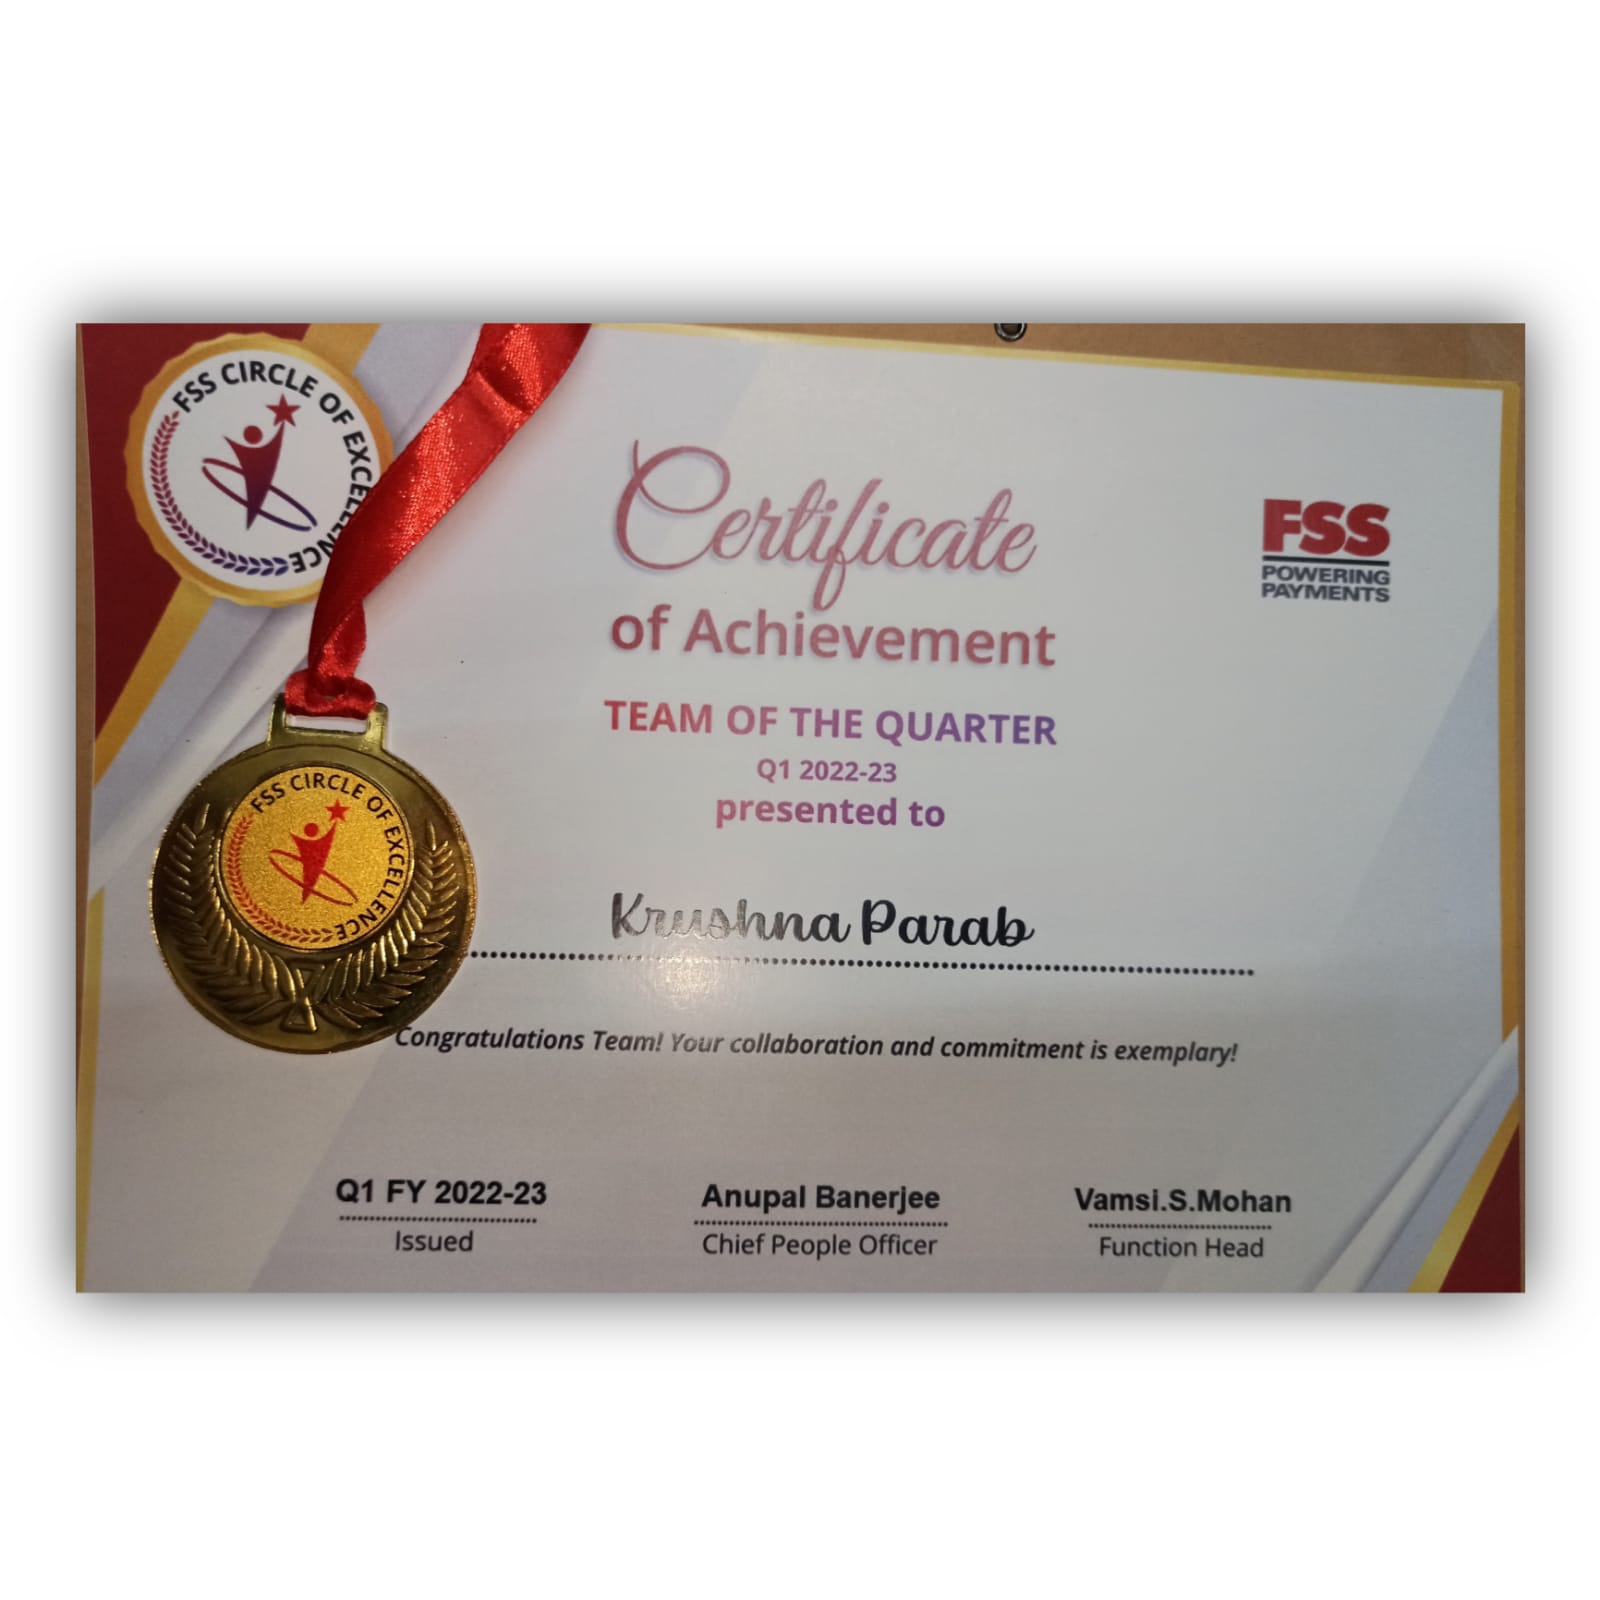 FSS CIRCLE OF EXCELLENCE
Certificate
of Achievement
FSS
POWERING
PAYMENTS
TEAM OF THE QUARTER
Q1 2022-23
presented to
FSS CIRCLE OF EXCELLENCE
Krushna Parab
Congratulations Team! Your collaboration and commitment is exemplary!
Q1 FY 2022-23
Issued
Anupal Banerjee
Chief People Officer
Vamsi.S.Mohan
Function Head